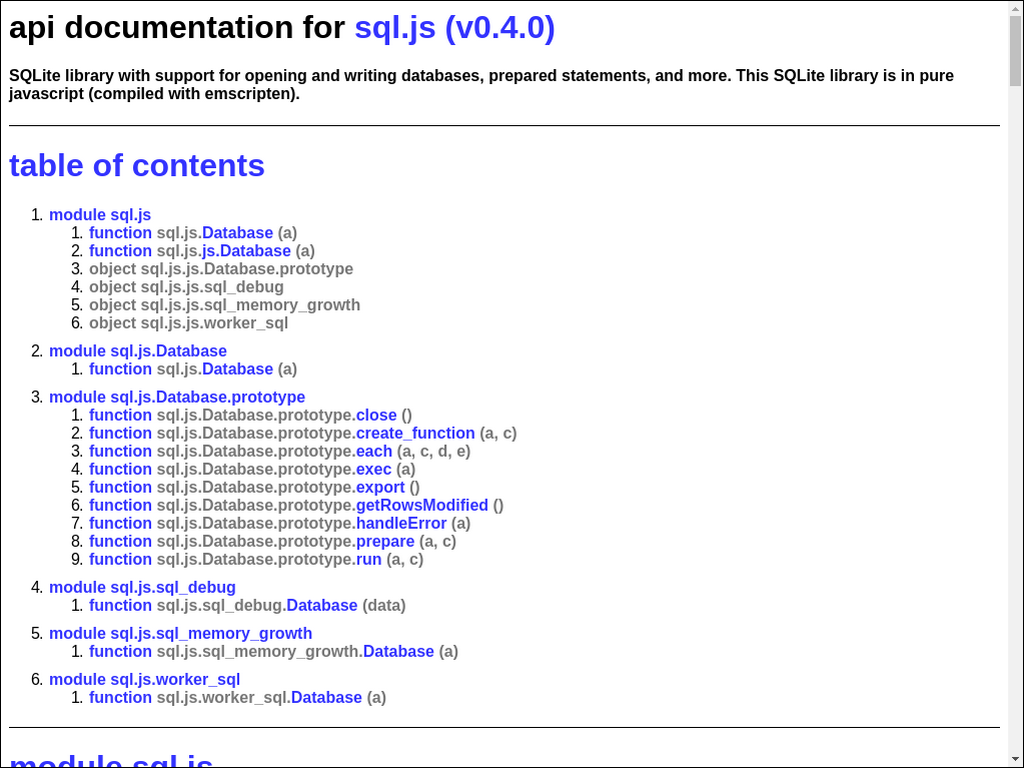 api documentation for sql.js (v0.4.0)
SQLite library with support for opening and writing databases, prepared statements, and more. This SQLite library is in pure
javascript (compiled with emscripten).
table of contents
1. module sql.js
1. function sql.js.Database (a)
2. function sql.js.js.Database (a)
3. object sql.js.js.Database.prototype
4. object sql.js.js.sql_debug
5. object sql.js.js.sql_memory_growth
6. object sql.js.js.worker_sql
2. module sql.js.Database
1. function sql.js.Database (a)
3. module sql.js.Database.prototype
1. function sql.js.Database.prototype.close ()
2. function sql.js.Database.prototype.create_function (a, c)
3. function sql.js.Database.prototype.each (a, c, d, e)
4. function sql.js.Database.prototype.exec (a)
5. function sql.js.Database.prototype.export ()
6. function sql.js.Database.prototype.getRowsModified ()
7. function sql.js.Database.prototype.handleError (a)
8. function sql.js.Database.prototype.prepare (a, c)
9. function sql.js.Database.prototype.run (a, c)
4. module sql.js.sql_debug
1. function sql.js.sql_debug.Database (data)
5. module sql.js.sql_memory_growth
1. function sql.js.sql_memory_growth.Database (a)
6. module sql.js.worker_sql
1. function sql.js.worker_sql.Database (a)
module sql.js